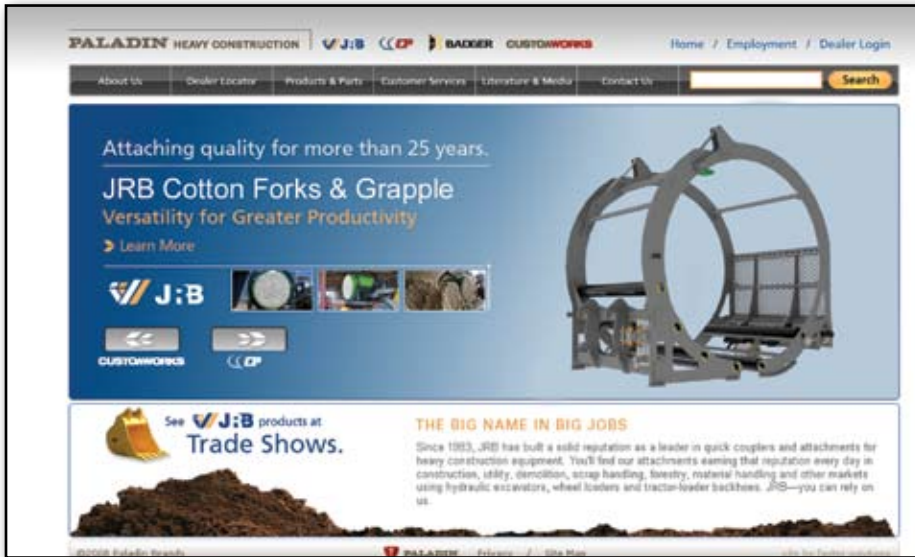 PALADIN HEAVY CONSTRUCTION JRB CP BADGER CUSTOMWORKS Home / Employment / Dealer Login
About Us Dealer Locator Products & Parts Customer Services Literature & Media Contact Us Search
Attaching quality for more than 25 years.
JRB Cotton Forks & Grapple
Versatility for Greater Productivity
Learn More
JRB
CUSTOMWORKS CP
See JRB products at
Trade Shows.
THE BIG NAME IN BIG JOBS
Since 1983, JRB has built a solid reputation as a leader in quick couplers and attachments for
heavy construction equipment. You'll find our attachments earning that reputation every day in
construction, utility, demolition, scrap handling, forestry, material handling and other markets
using hydraulic excavators, wheel loaders and tractor-loader backhoes. JRB—you can rely on
us.
©2008 Paladin Brands PALADIN Privacy / Site Map